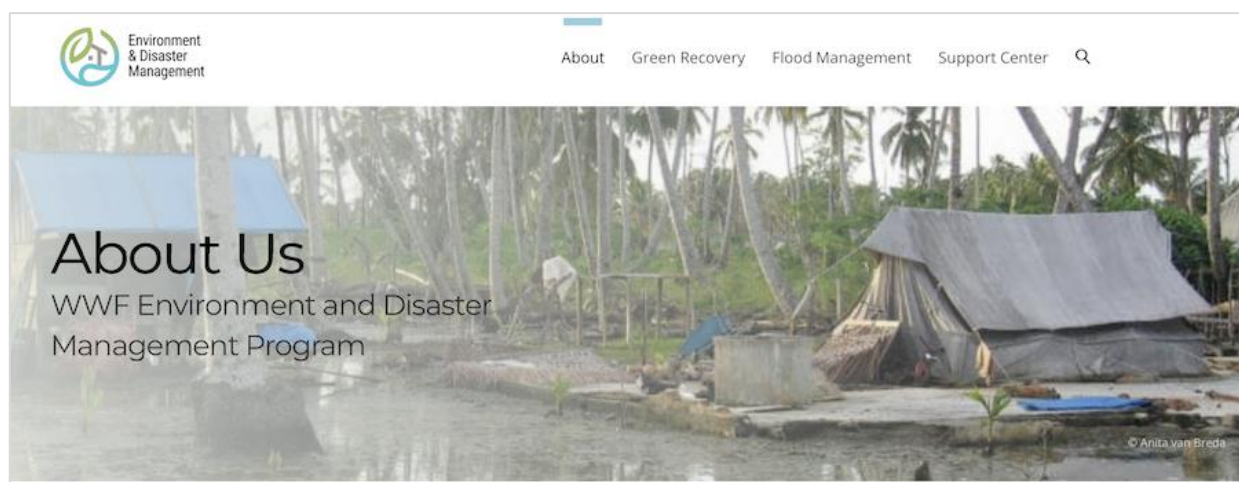 Environment
& Disaster
Management
About Green Recovery Flood Management Support Center
About Us
WWF Environment and Disaster
Management Program
© Anita van Breda